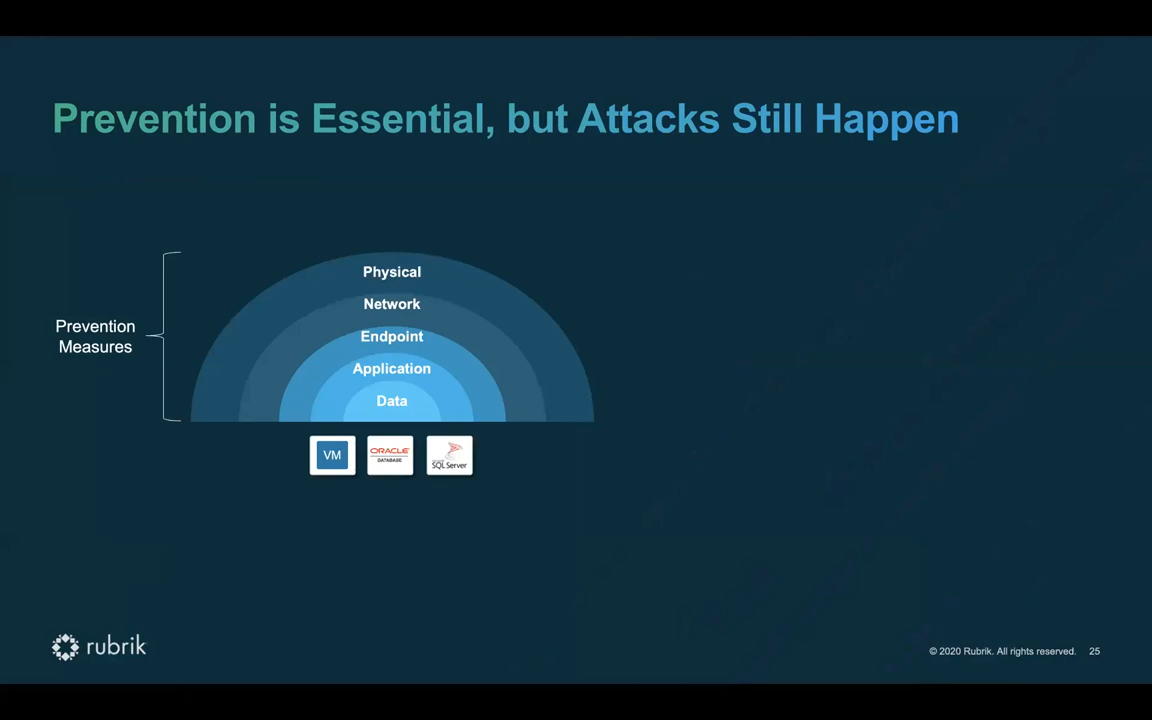 Prevention is Essential, but Attacks Still Happen
Physical
Network
Endpoint
Application
Data
Prevention
Measures
VM
ORACLE
DATABASE
SQL Server
rubrik
© 2020 Rubrik. All rights reserved. 25